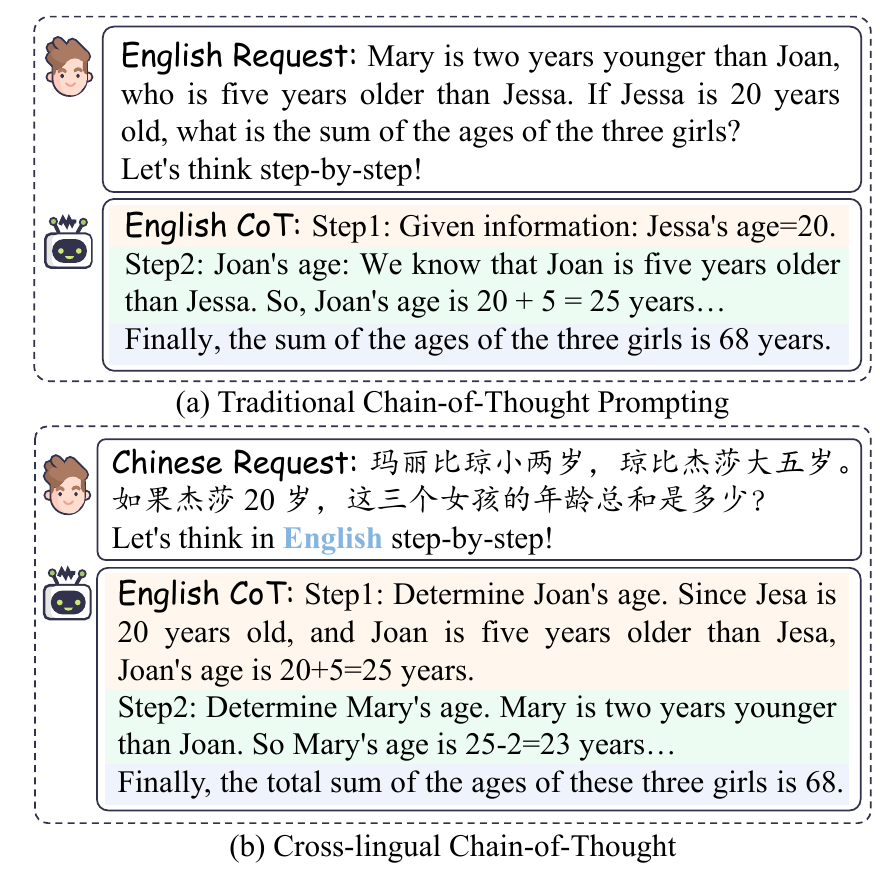 English Request: Mary is two years younger than Joan,
who is five years older than Jessa. If Jessa is 20 years
old, what is the sum of the ages of the three girls?
Let's think step-by-step!
English CoT: Step1: Given information: Jessa's age=20.
Step2: Joan's age: We know that Joan is five years older
than Jessa. So, Joan's age is 20 + 5 = 25 years…
Finally, the sum of the ages of the three girls is 68 years.
(a) Traditional Chain-of-Thought Prompting
Chinese Request: 玛丽比琼小两岁，琼比杰莎大五岁。
如果杰莎 20 岁，这三个女孩的年龄总和是多少?
Let's think in English step-by-step!
English CoT: Step1: Determine Joan's age. Since Jesa is
20 years old, and Joan is five years older than Jesa,
Joan's age is 20+5=25 years.
Step2: Determine Mary's age. Mary is two years younger
than Joan. So Mary's age is 25-2=23 years…
Finally, the total sum of the ages of these three girls is 68.
(b) Cross-lingual Chain-of-Thought